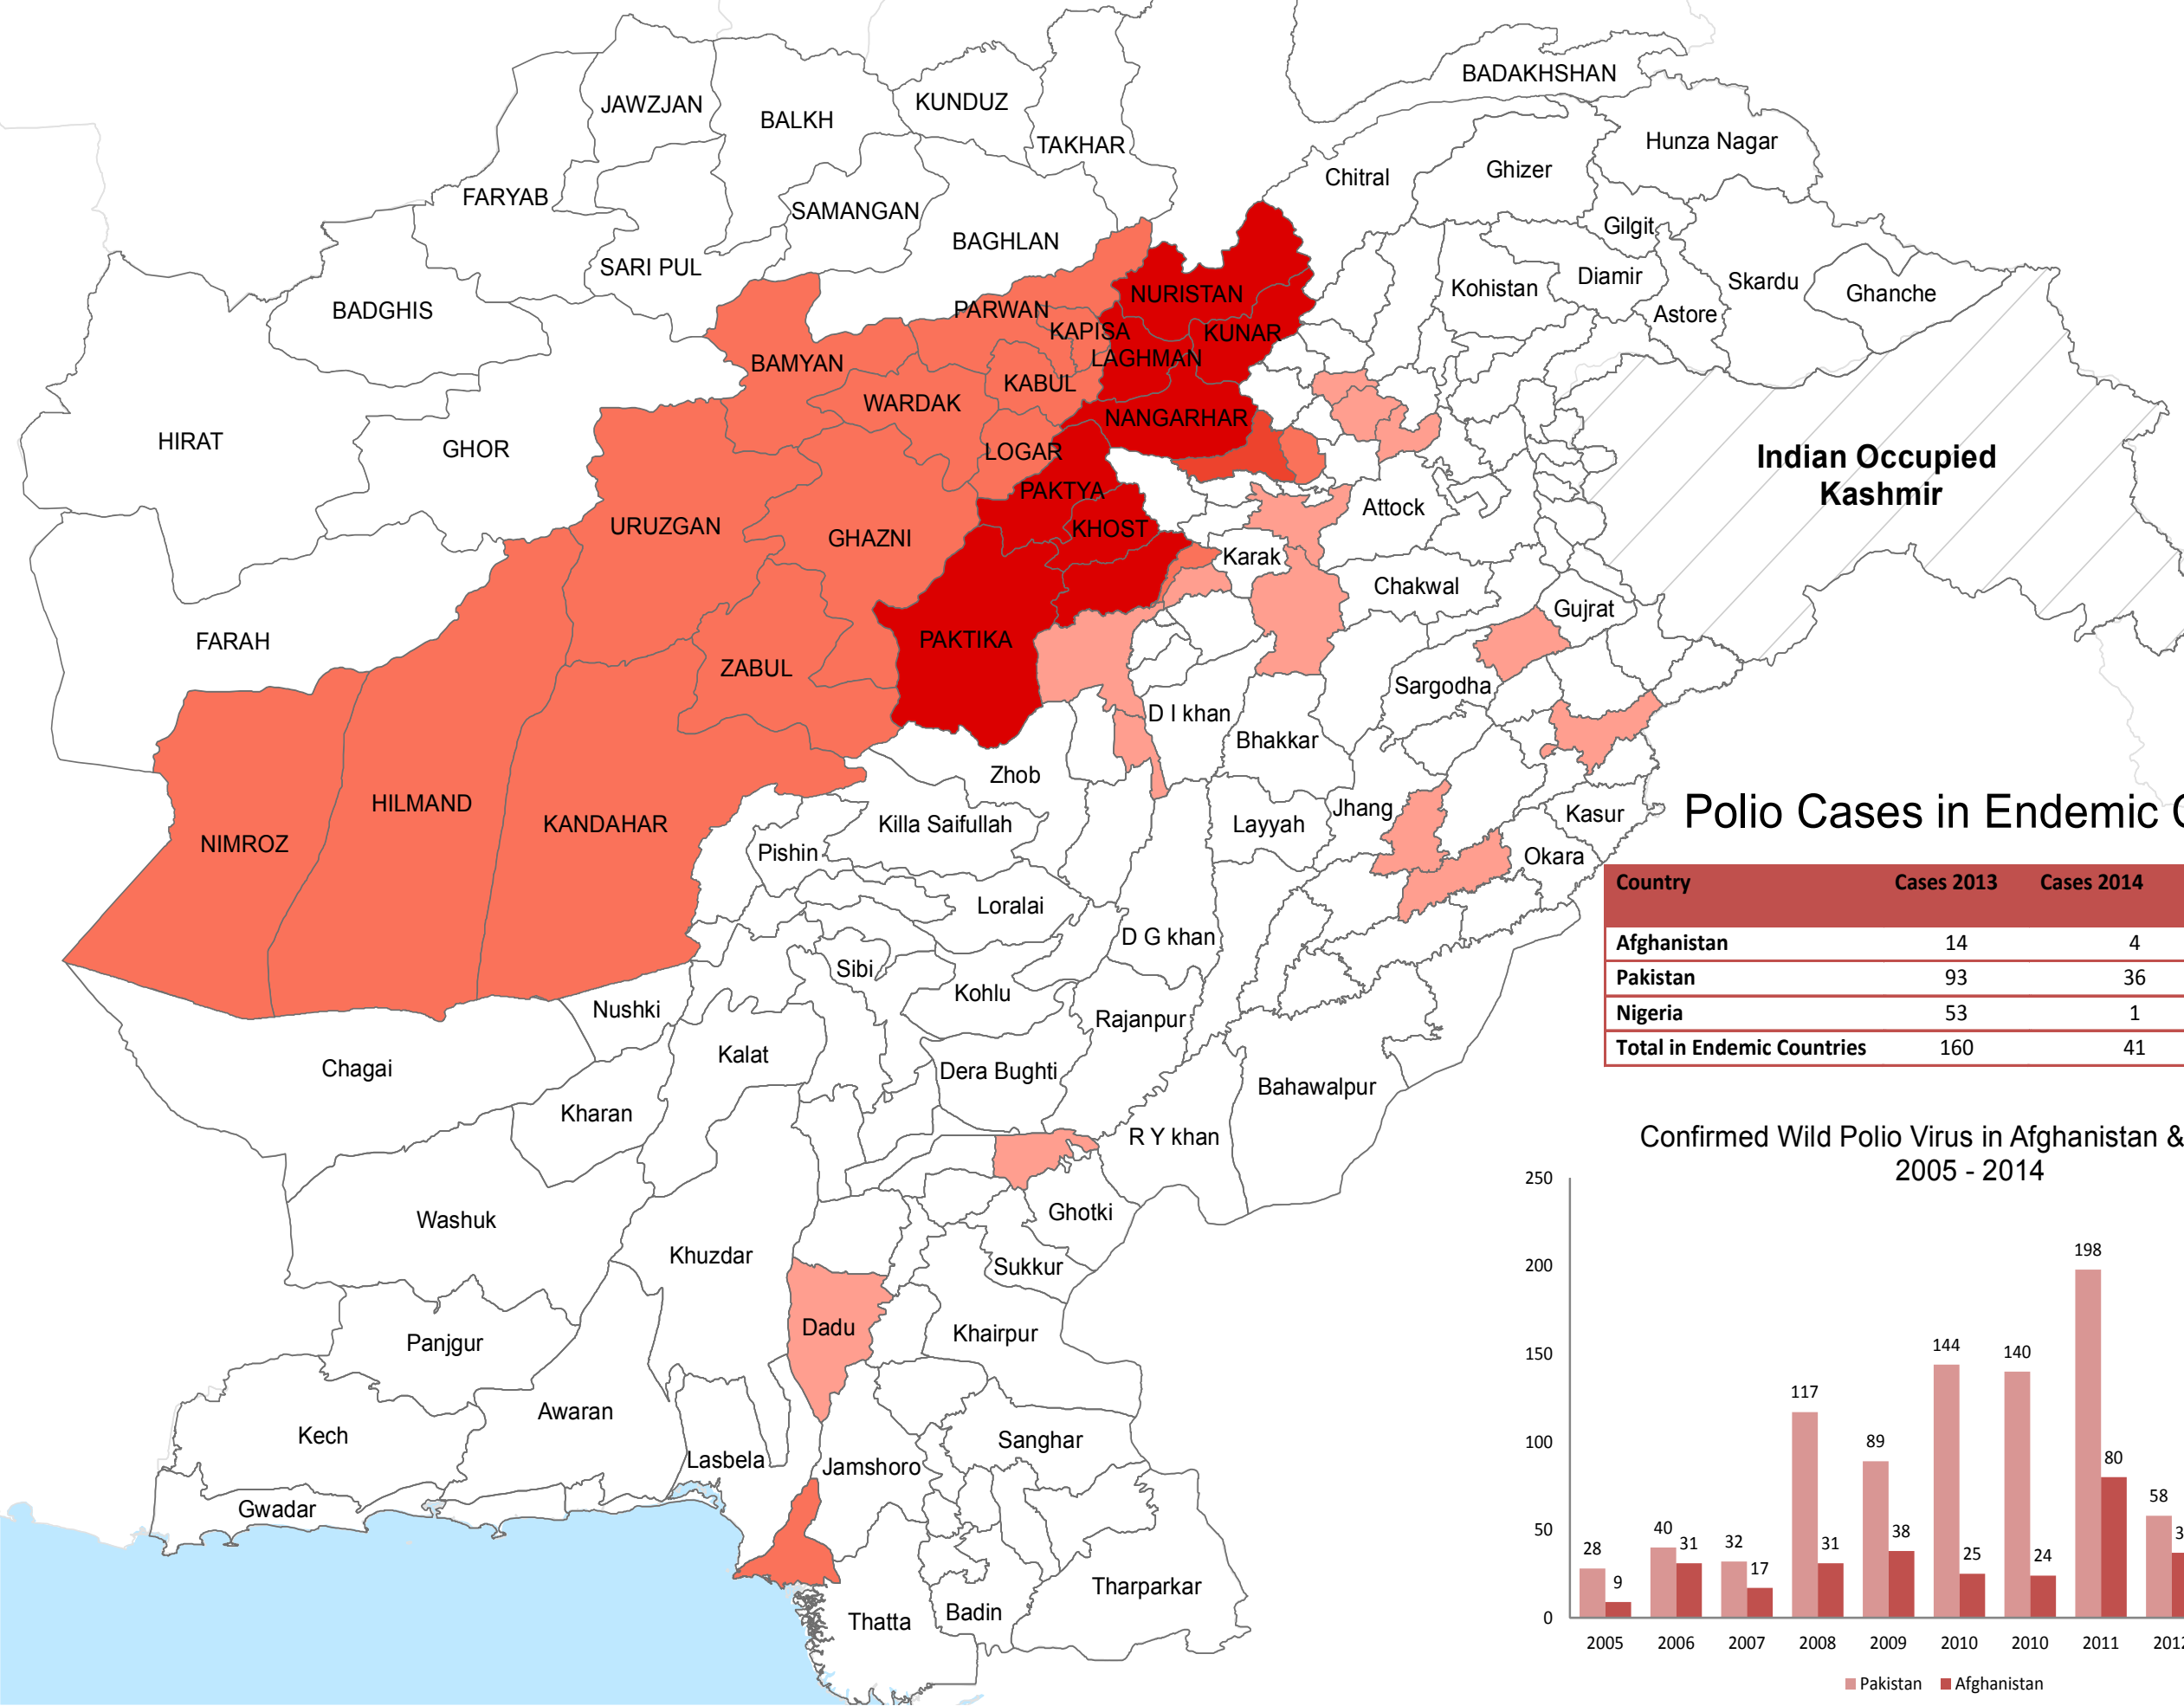 BADAKHSHAN
JAWZJAN
BALKH
KUNDUZ
TAKHAR
Hunza Nagar
Chitral
Ghizer
FARYAB
SAMANGAN
Gilgit
BAGHLAN
SARI PUL
Kohistan
Diamir
Skardu
Ghanche
BADGHIS
PARWAN
NURISTAN
Astore
KAPISA
KUNAR
LAGHMAN
BAMYAN
KABUL
WARDAK
NANGARHAR
HIRAT
GHOR
LOGAR
Indian Occupied
Kashmir
PAKTYA
Attock
URUZGAN
GHAZNI
KHOST
Karak
Chakwal
Gujrat
FARAH
PAKTIKA
ZABUL
Sargodha
D I khan
Bhakkar
Zhob
HILMAND
KANDAHAR
Killa Saifullah
Layyah
Jhang
Kasur
NIMROZ
Pishin
Okara
Loralai
D G khan
Sibi
Kohlu
Nushki
Rajanpur
Kalat
Chagai
Dera Bughti
Bahawalpur
Kharan
R Y khan
Washuk
Ghotki
Khuzdar
Sukkur
Dadu
Khairpur
Panjgur
Awaran
Kech
Sanghar
Lasbela
Jamshoro
Gwadar
Tharparkar
Badin
Thatta
Polio Cases in Endemic
Country Cases 2013 Cases 2014
Afghanistan 14 4
Pakistan 93 36
Nigeria 53 1
Total in Endemic Countries 160 41
Confirmed Wild Polio Virus in Afghanistan &
2005 - 2014
250
200
150
100
50
0
28 9 40 31 32 17 117 31 89 38 144 25 140 24 198 80 58
2005 2006 2007 2008 2009 2010 2010 2011
Pakistan Afghanistan